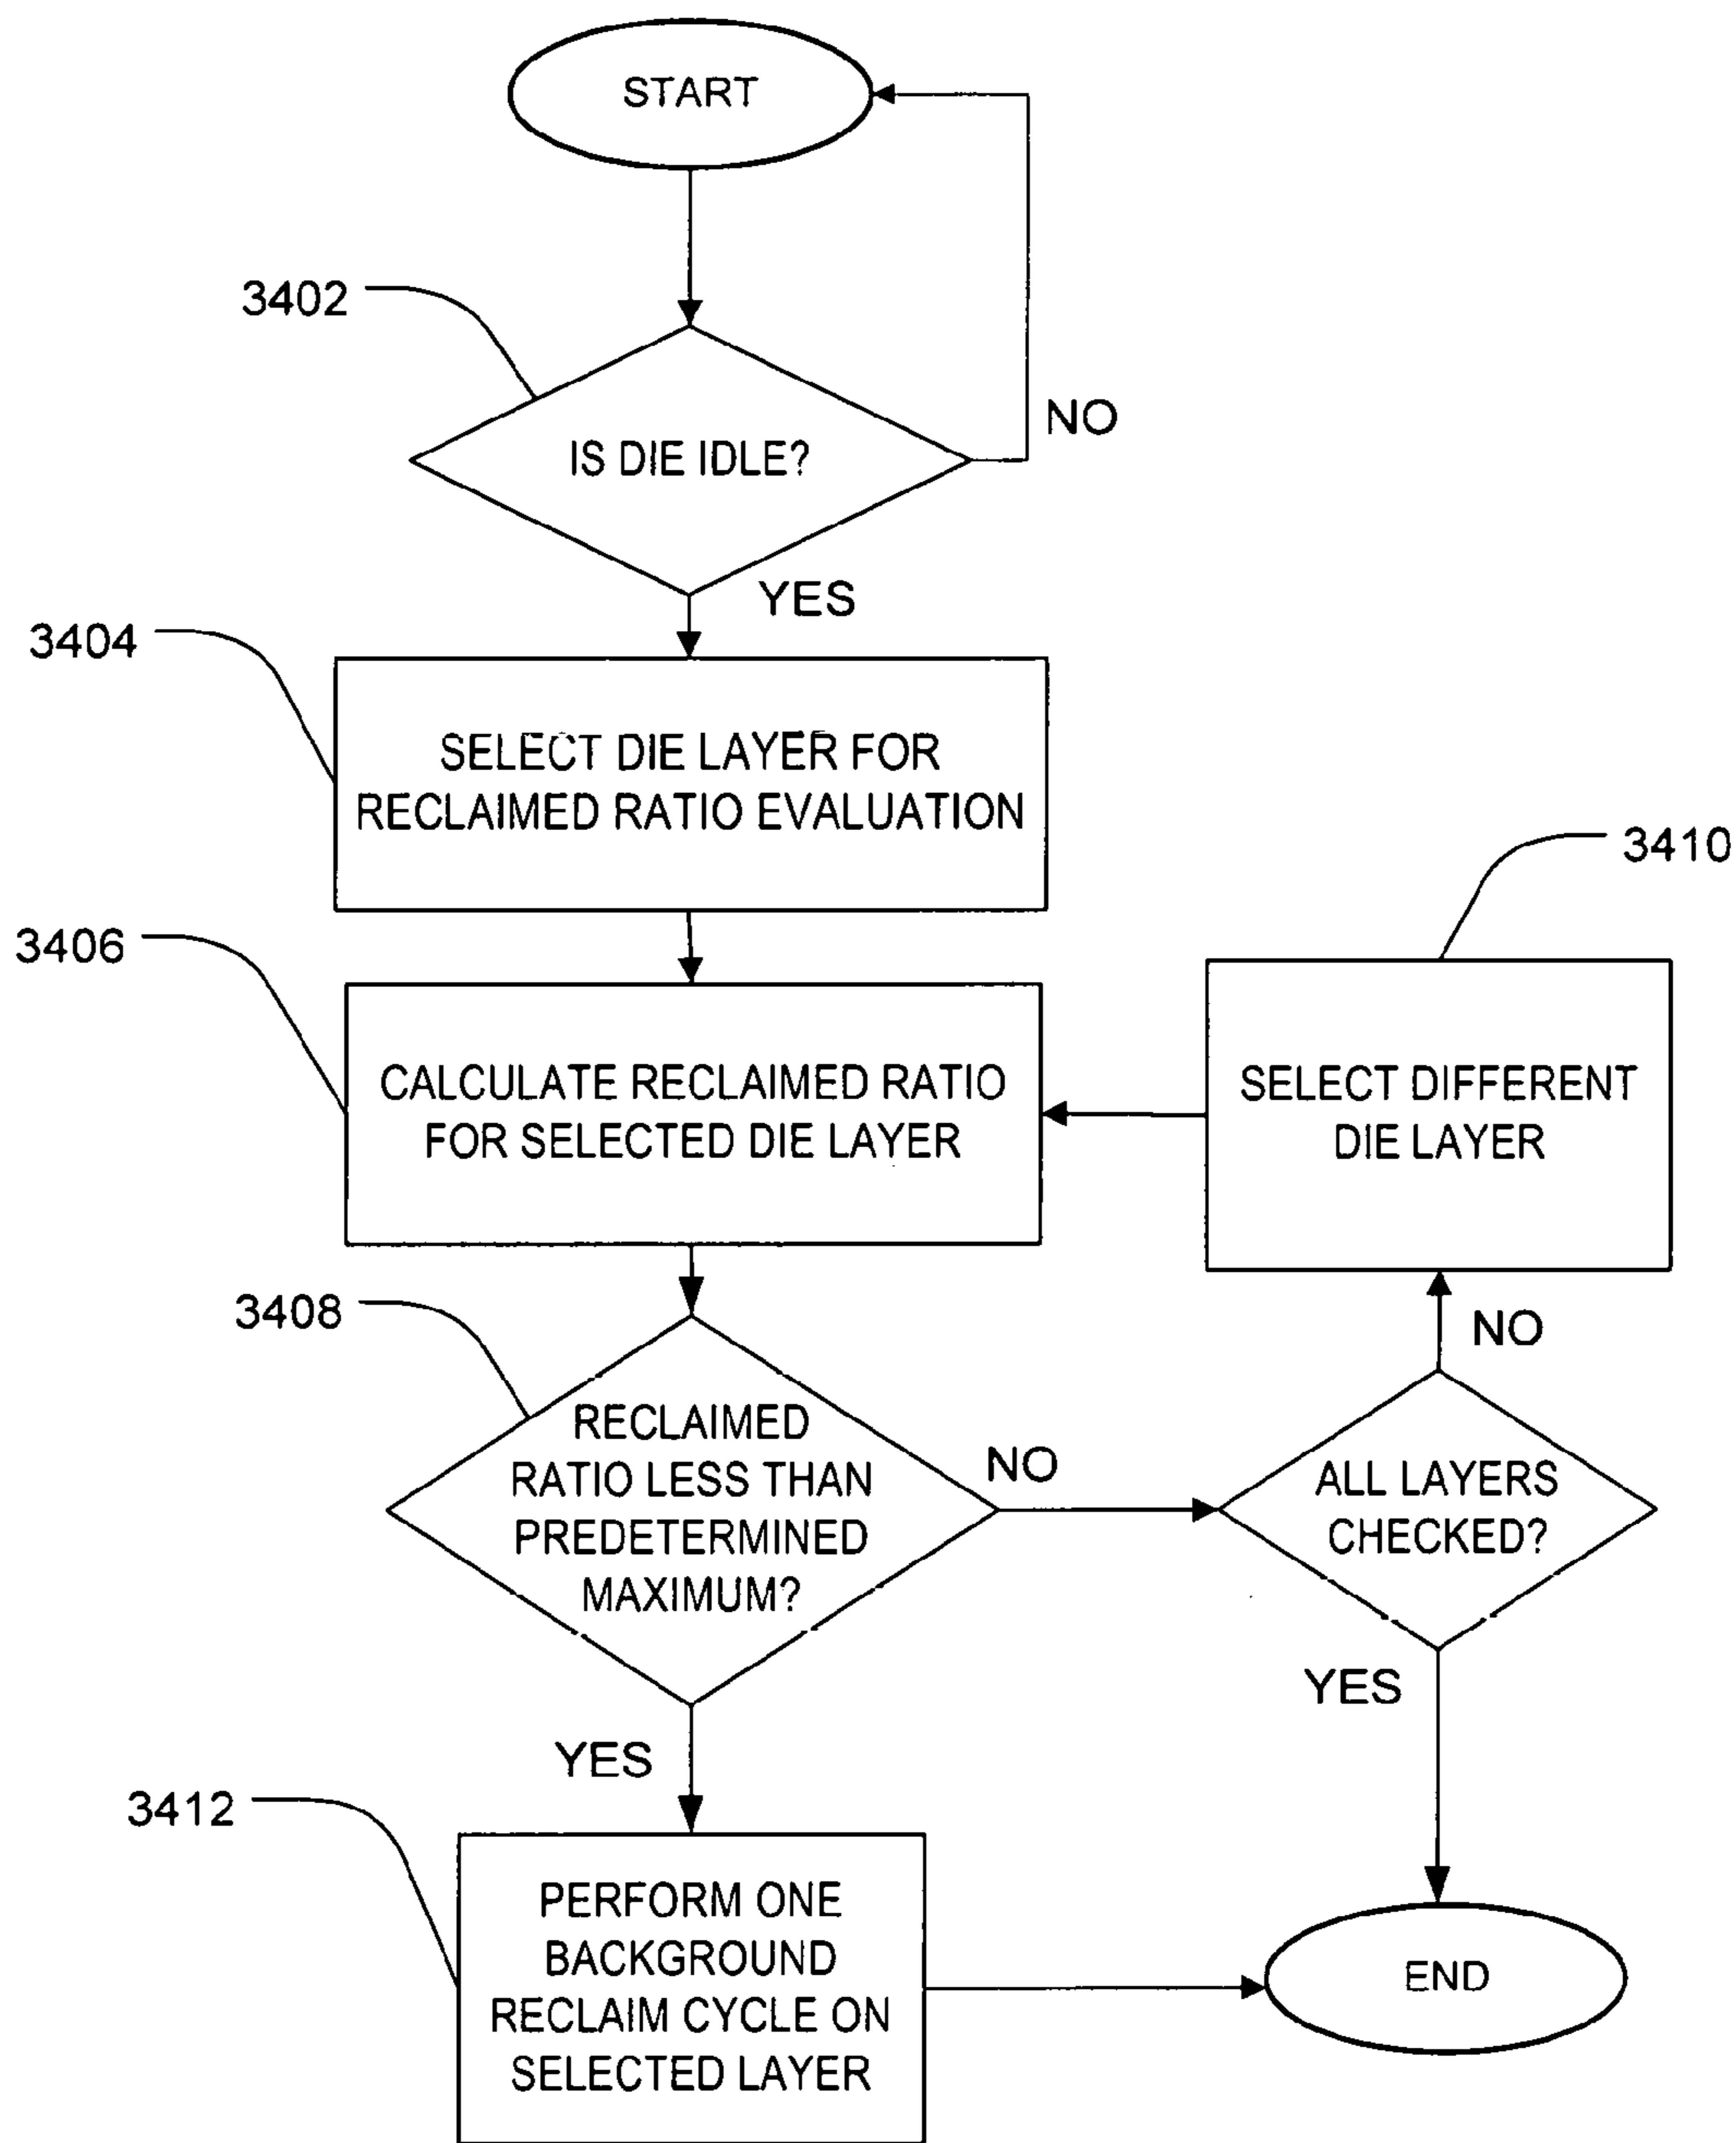 START
3402
NO
IS DIE IDLE?
YES
3404
SELECT DIE LAYER FOR
RECLAIMED RATIO EVALUATION
3410
3406
CALCULATE RECLAIMED RATIO
FOR SELECTED DIE LAYER
SELECT DIFFERENT
DIE LAYER
3408
NO
RECLAIMED
RATIO LESS THAN
PREDETERMINED
MAXIMUM?
NO
ALL LAYERS
CHECKED?
YES
YES
3412
PERFORM ONE
BACKGROUND
RECLAIM CYCLE ON
SELECTED LAYER
END